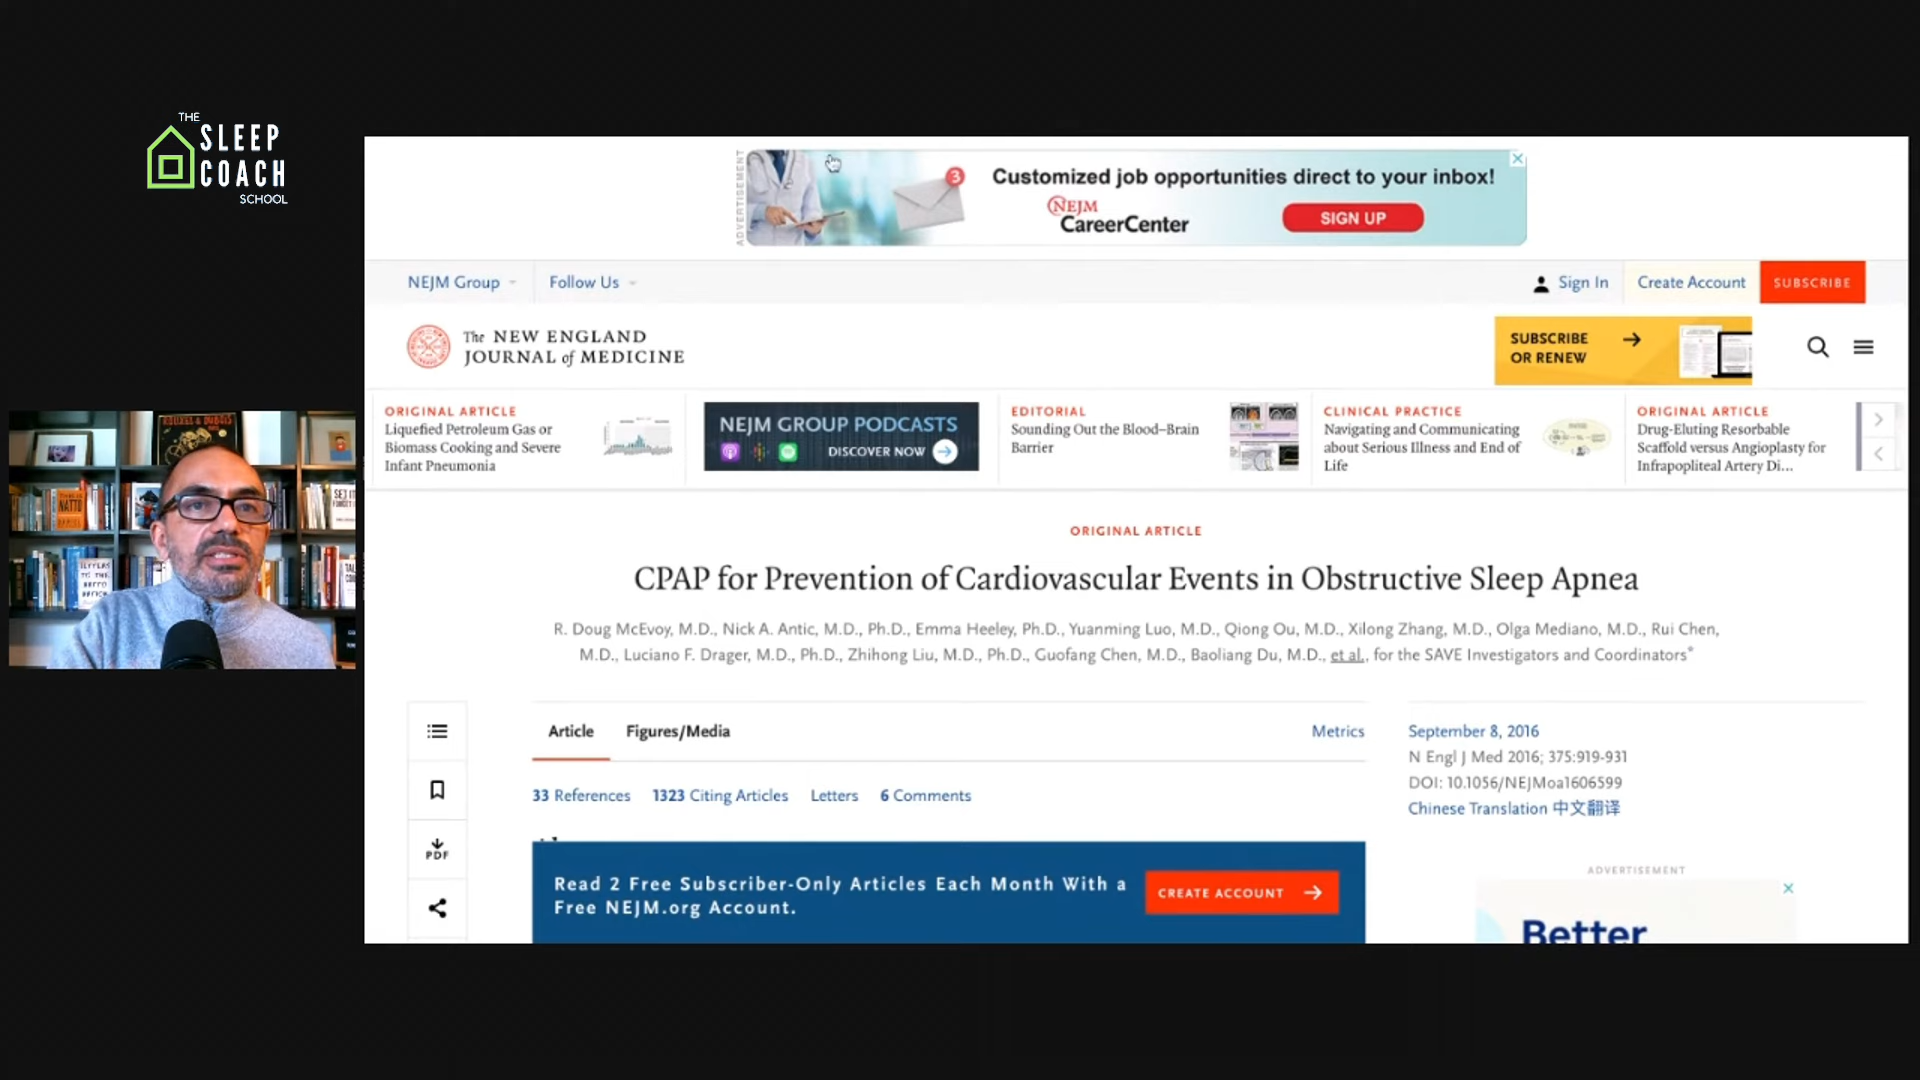 THE
SLEEP
COACH
SCHOOL
ADVERTISEMENT
3
Customized job opportunities direct to your inbox!
NEJM
CareerCenter
SIGN UP
NEJM Group
Follow Us
Sign In
Create Account
SUBSCRIBE
The NEW ENGLAND
JOURNAL of MEDICINE
SUBSCRIBE
OR RENEW
ORIGINAL ARTICLE
Liquefied Petroleum Gas or
Biomass Cooking and Severe
Infant Pneumonia
NEJM GROUP PODCASTS
DISCOVER NOW
EDITORIAL
Sounding Out the Blood–Brain
Barrier
CLINICAL PRACTICE
Navigating and Communicating
about Serious Illness and End of
Life
ORIGINAL ARTICLE
Drug-Eluting Resorbable
Scaffold versus Angioplasty for
Infrapopliteal Artery Di...
ORIGINAL ARTICLE
CPAP for Prevention of Cardiovascular Events in Obstructive Sleep Apnea
R. Doug McEvoy, M.D., Nick A. Antic, M.D., Ph.D., Emma Heeley, Ph.D., Yuanming Luo, M.D., Qiong Ou, M.D., Xilong Zhang, M.D., Olga Mediano, M.D., Rui Chen,
M.D., Luciano F. Drager, M.D., Ph.D., Zhihong Liu, M.D., Ph.D., Guofang Chen, M.D., Baoliang Du, M.D., et al., for the SAVE Investigators and Coordinators*
Article
Figures/Media
Metrics
33 References
1323 Citing Articles
Letters
6 Comments
September 8, 2016
N Engl J Med 2016; 375:919-931
DOI: 10.1056/NEJMoa1606599
Chinese Translation 中文翻译
PDF
Read 2 Free Subscriber-Only Articles Each Month With a
Free NEJM.org Account.
CREATE ACCOUNT
ADVERTISEMENT
Better
NATTO